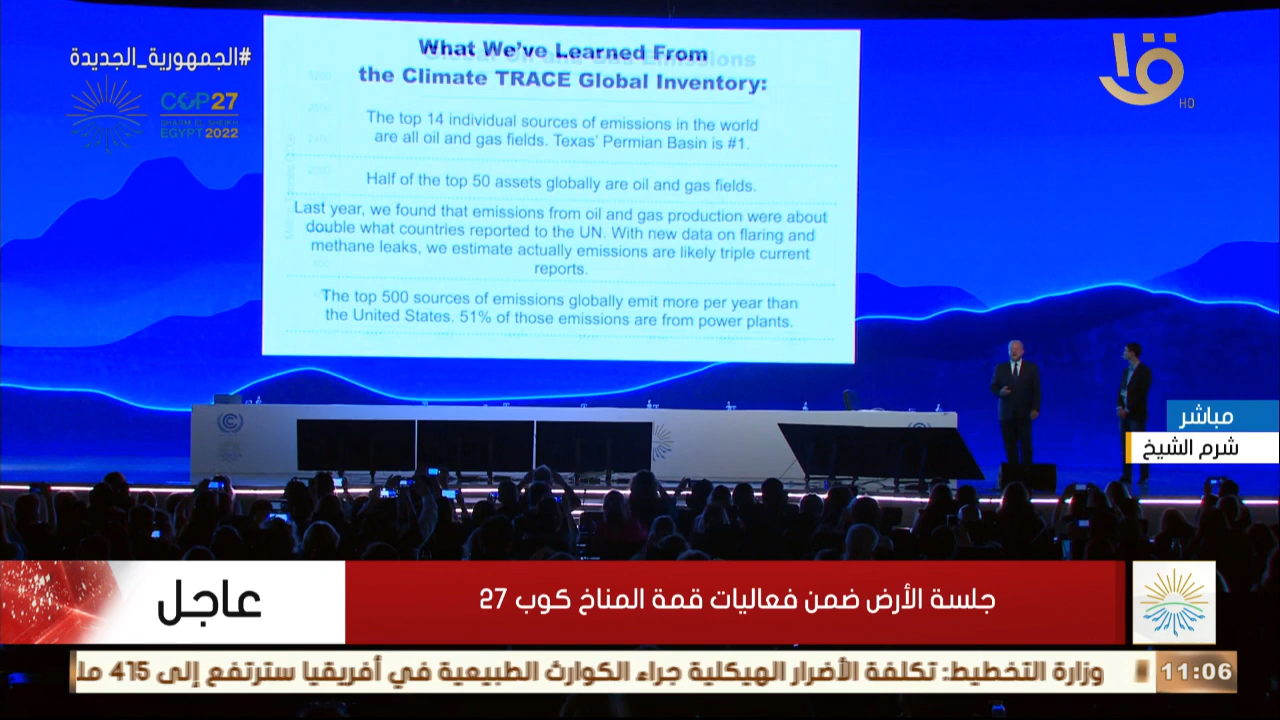 #الجمهورية_الجديدة
COP27
SHARM EL-SHEIKH
EGYPT2022
HD
What We've Learned From
the Climate TRACE Global Inventory:
The top 14 individual sources of emissions in the world
are all oil and gas fields. Texas' Permian Basin is #1.
Half of the top 50 assets globally are oil and gas fields.
Last year, we found that emissions from oil and gas production were about
double what countries reported to the UN. With new data on flaring and
methane leaks, we estimate actually emissions are likely triple current
reports.
The top 500 sources of emissions globally emit more per year than
the United States. 51% of those emissions are from power plants.
مباشر
شرم الشيخ
عاجل
جلسة الأرض ضمن فعاليات قمة المناخ كوب 27
وزارة التخطيط: تكلفة الأضرار الهيكلية جراء الكوارث الطبيعية في أفريقيا سترتفع إلى 415
11:06